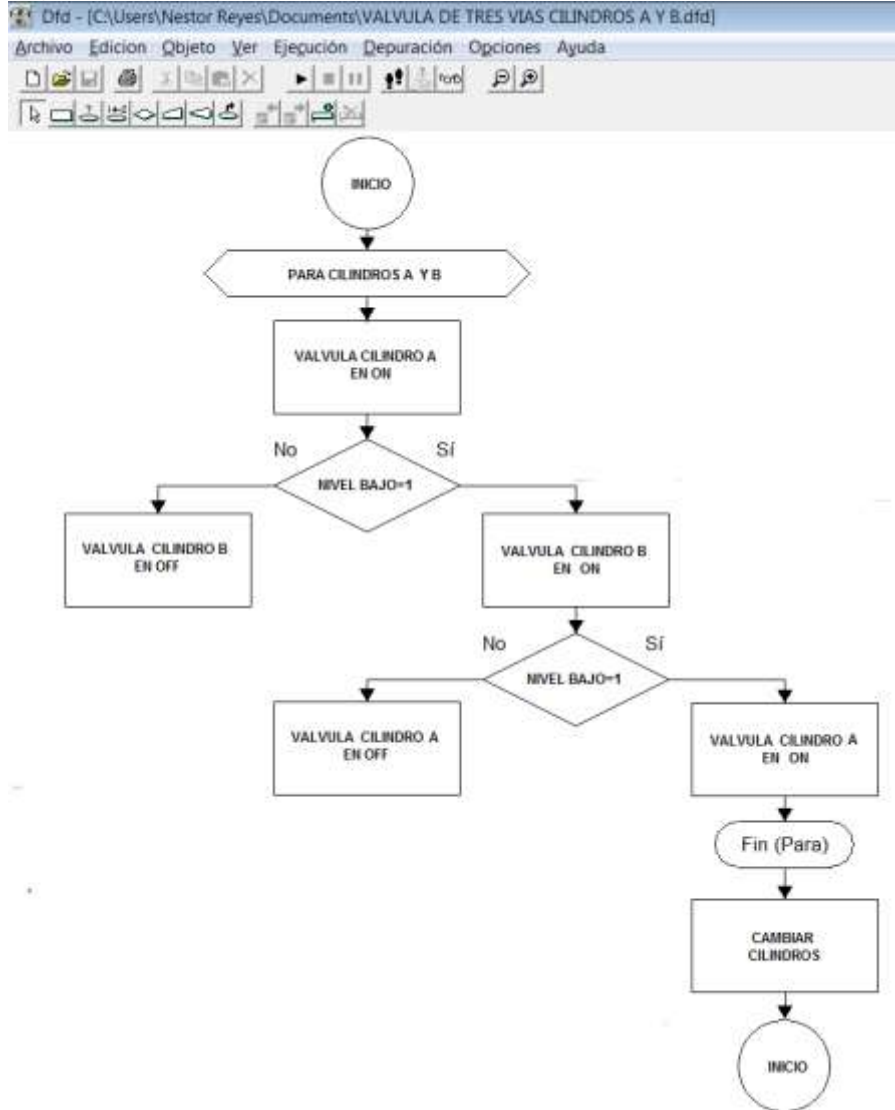 Dfd - [C:\Users\Nestor Reyes\Documents\VALVULA DE TRES VIAS CILINDROS A Y B.dfd]
Archivo Edicion Objeto Ver Ejecución Depuración Opciones Ayuda
INICIO
PARA CILINDROS A Y B
VALVULA CILINDRO A
EN ON
No
Sí
NIVEL BAJO=1
VALVULA CILINDRO B
EN OFF
VALVULA CILINDRO B
EN ON
No
Sí
NIVEL BAJO=1
VALVULA CILINDRO A
EN OFF
VALVULA CILINDRO A
EN ON
Fin (Para)
CAMBIAR
CILINDROS
INICIO